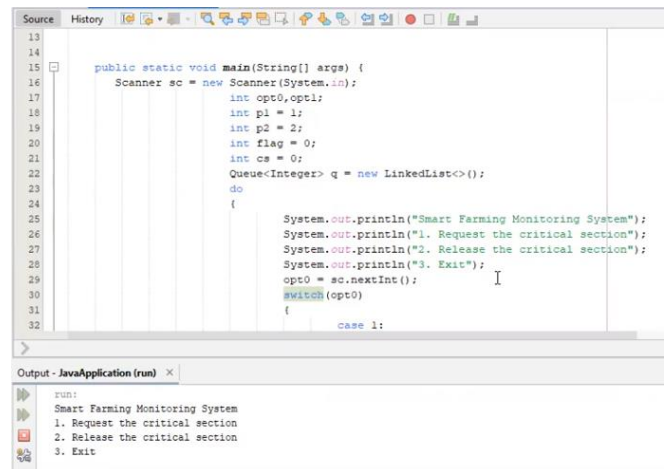 Source History
13
14
15 public static void main(String[] args) {
16 Scanner sc = new Scanner(System.in);
17 int opt0,opt1;
18 int p1 = 1;
19 int p2 = 2;
20 int flag = 0;
21 int cs = 0;
22 Queue<Integer> q = new LinkedList<>();
23 do
24 {
25 System.out.println("Smart Farming Monitoring System");
26 System.out.println("1. Request the critical section");
27 System.out.println("2. Release the critical section");
28 System.out.println("3. Exit");
29 opt0 = sc.nextInt();
30 switch(opt0)
31 {
32 case 1:
Output - JavaApplication (run) ×
run:
Smart Farming Monitoring System
1. Request the critical section
2. Release the critical section
3. Exit